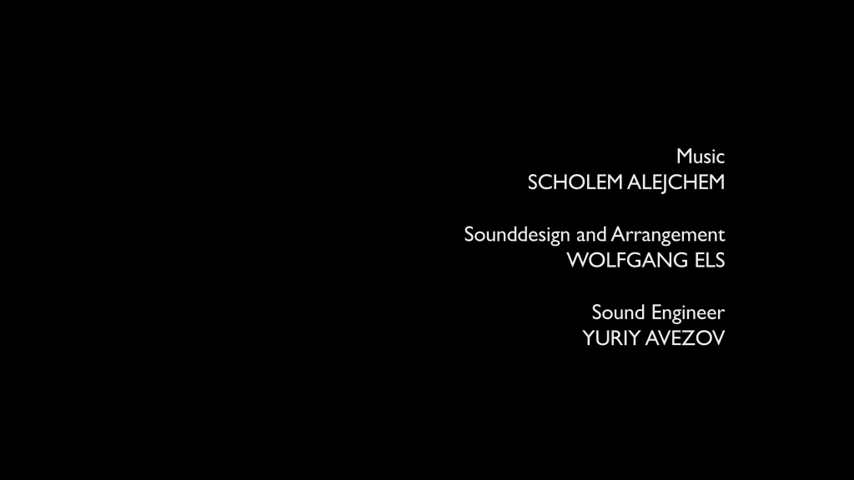 Music
SCHOLEM ALEJCHEM
Sounddesign and Arrangement
WOLFGANG ELS
Sound Engineer
YURIY AVEZOV